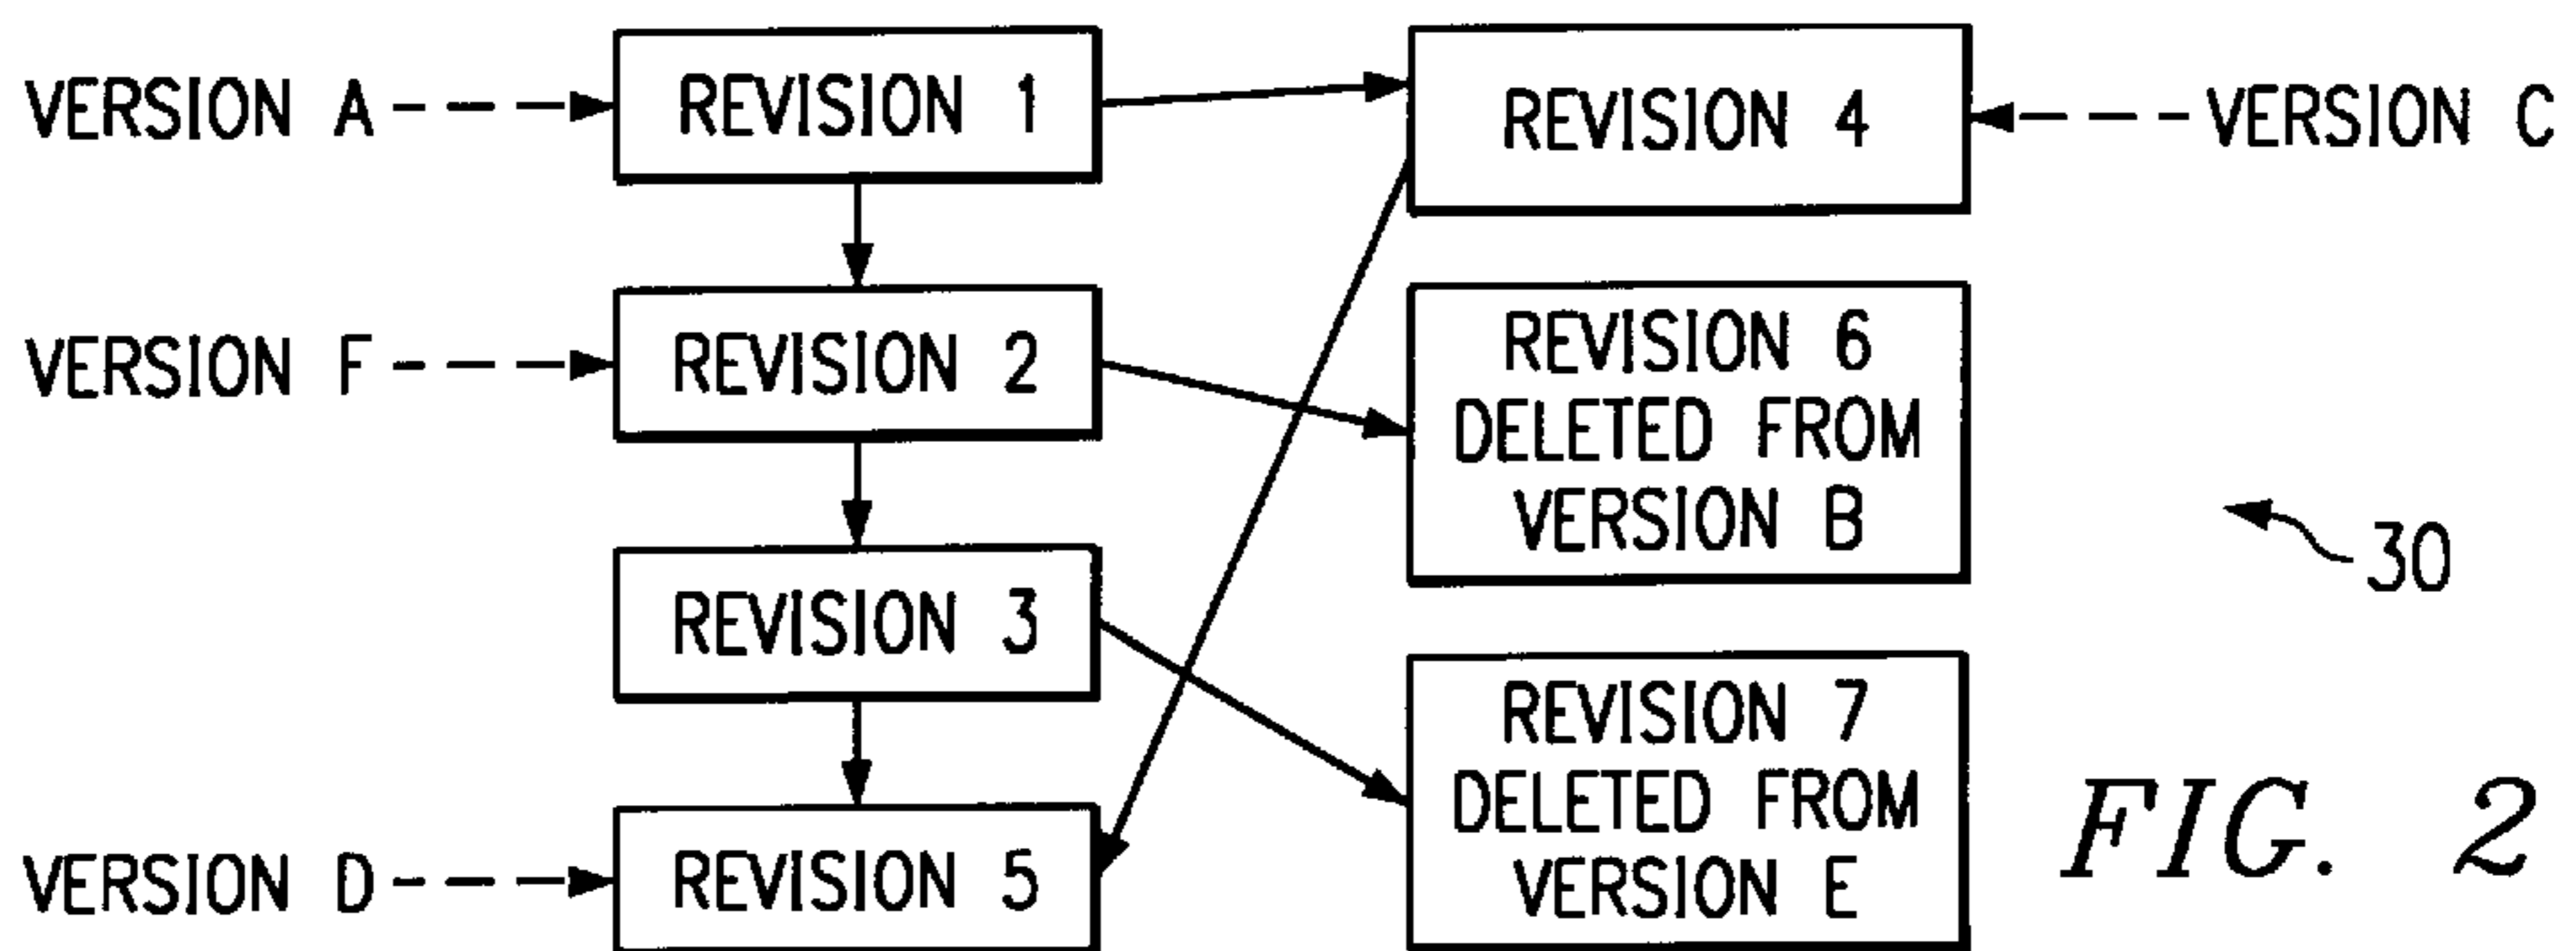 VERSION A
REVISION 1
REVISION 4
VERSION C
VERSION F
REVISION 2
REVISION 6
DELETED FROM
VERSION B
30
REVISION 3
REVISION 7
DELETED FROM
VERSION E
VERSION D
REVISION 5
FIG. 2